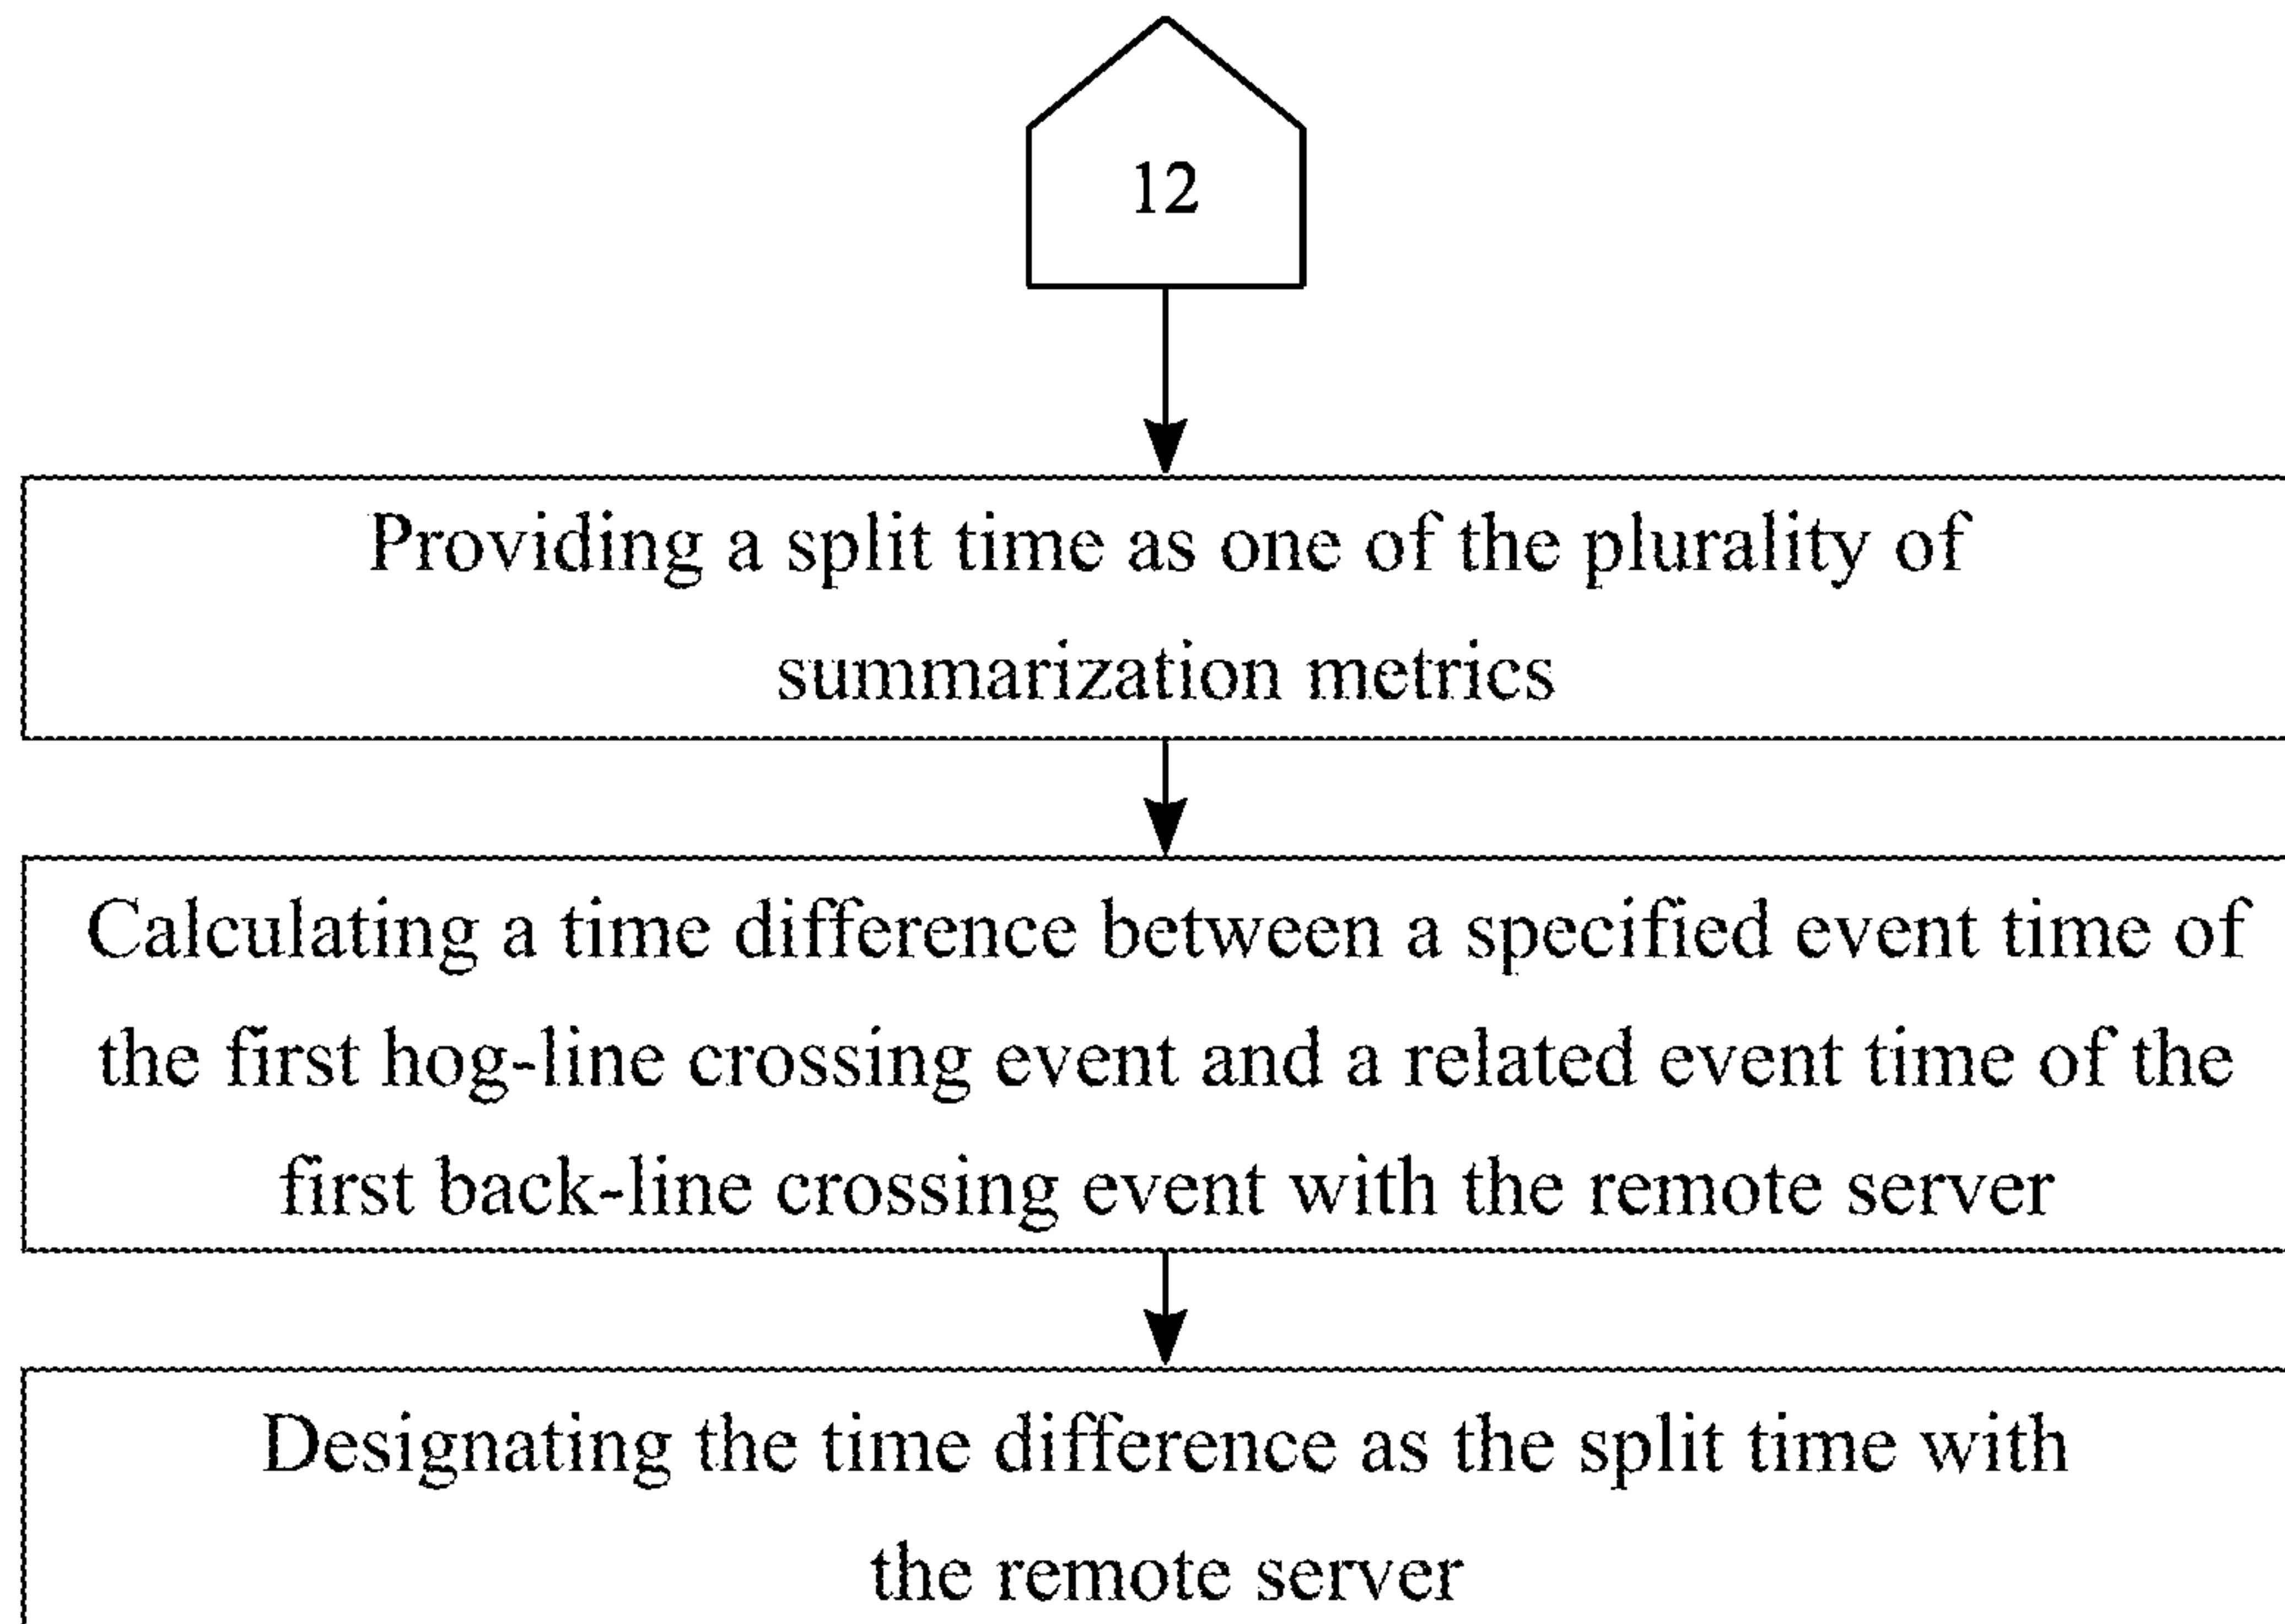 12
Providing a split time as one of the plurality of
summarization metrics
Calculating a time difference between a specified event time of
the first hog-line crossing event and a related event time of the
first back-line crossing event with the remote server
Designating the time difference as the split time with
the remote server